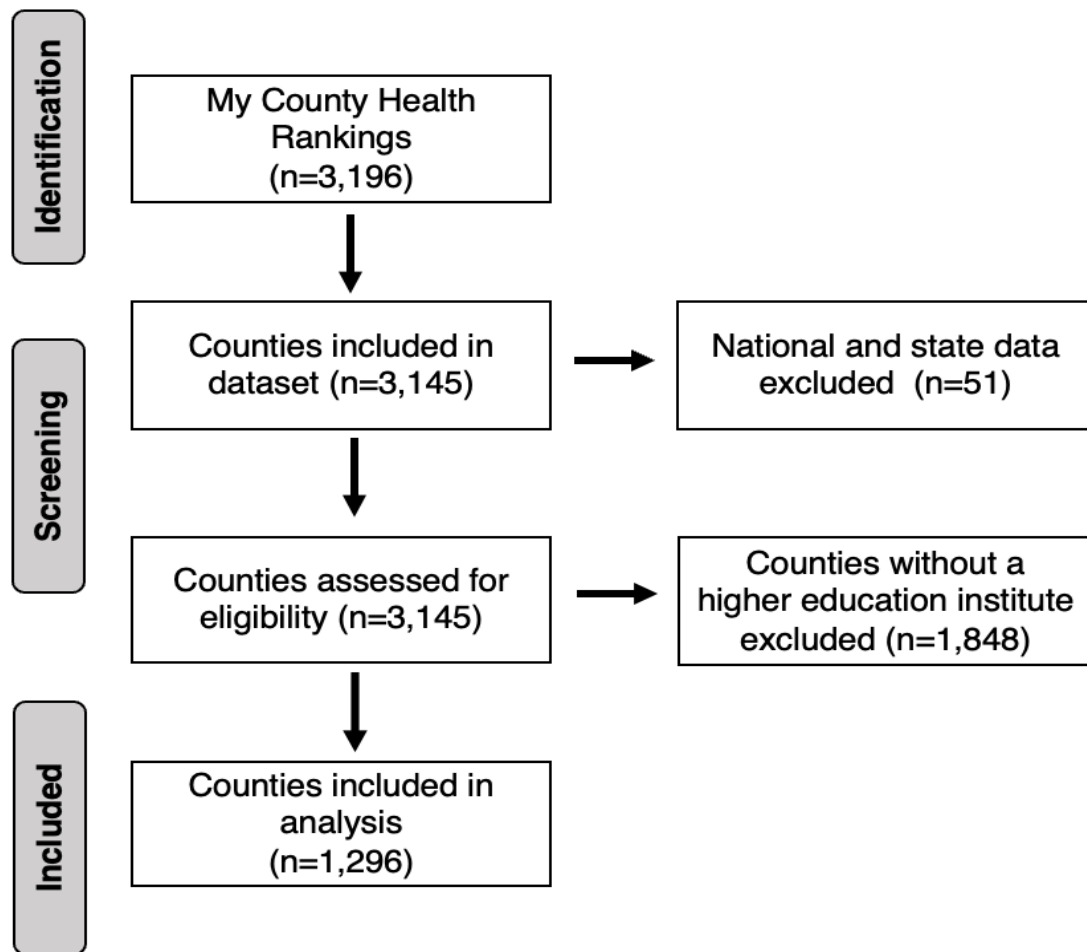 Identification
My County Health
Rankings
(n=3,196)
Screening
Counties included in
dataset (n=3,145)
National and state data
excluded (n=51)
Counties assessed for
eligibility (n=3,145)
Counties without a
higher education institute
excluded (n=1,848)
Included
Counties included in
analysis
(n=1,296)